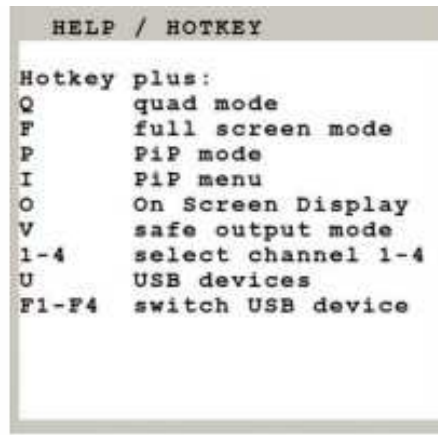 HELP / HOTKEY
Hotkey plus:
Q quad mode
F full screen mode
P PiP mode
I PiP menu
O On Screen Display
V safe output mode
1-4 select channel 1-4
U USB devices
F1-F4 switch USB device